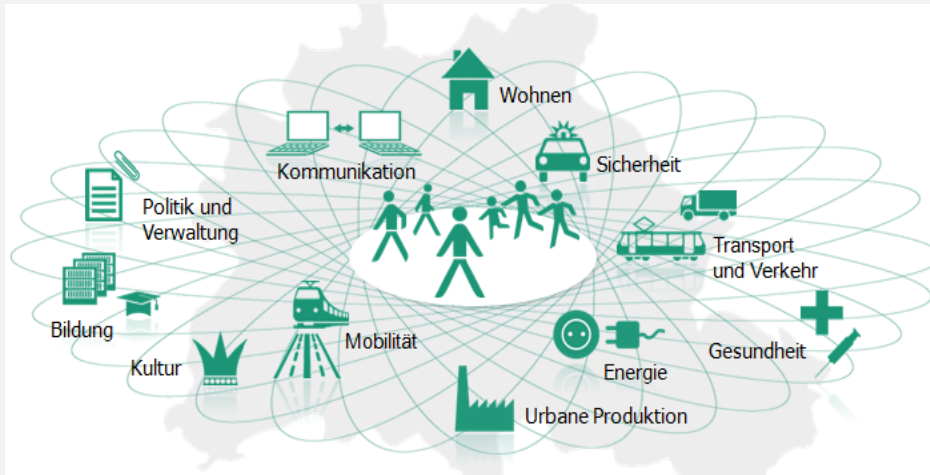 Wohnen
Kommunikation
Sicherheit
Politik und
Verwaltung
Transport
und Verkehr
Bildung
Kultur
Mobilität
Energie
Gesundheit
Urbane Produktion